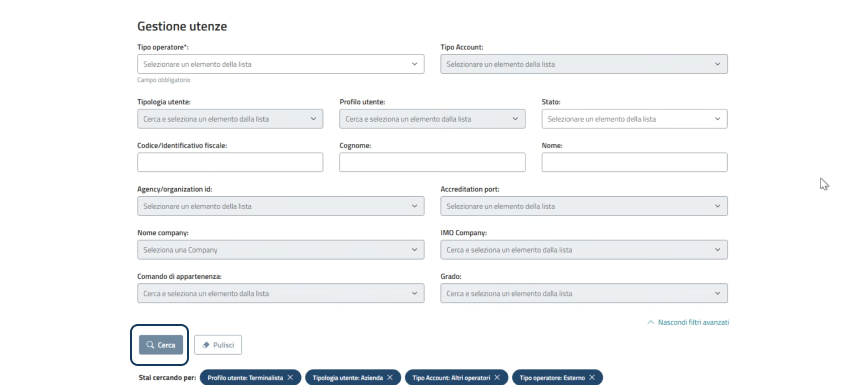 Gestione utenze
Tipo operatore*: Tipo Account:
Selezionare un elemento della lista Selezionare un elemento della lista
Campo obbligatorio
Tipologia utente: Profilo utente: Stato:
Cerca e seleziona un elemento dalla lista Cerca e seleziona un elemento dalla lista Selezionare un elemento della lista
Codice/Identificativo fiscale: Cognome: Nome:
Agency/organization id: Accreditation port:
Selezionare un elemento della lista Selezionare un elemento della lista
Nome company: IMO Company:
Seleziona una Company Cerca e seleziona un elemento dalla lista
Comando di appartenenza: Grado:
Cerca e seleziona un elemento dalla lista Cerca e seleziona un elemento dalla lista
Nascondi filtri avanzati
Cerca Pulisci
Stai cercando per: Profilo utente: Terminalista Tipologia utente: Azienda Tipo Account: Altri operatori Tipo operatore: Esterno